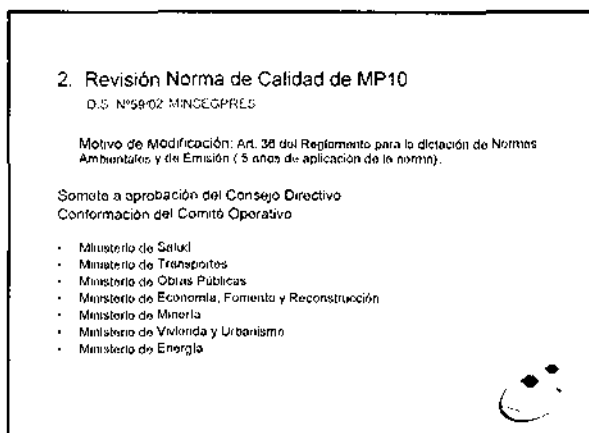 2. Revisión Norma de Calidad de MP10
D.S. N°59/02 MINSEGPRES
Motivo de Modificación: Art. 36 del Reglamento para la dictación de Normas
Ambientales y de Emisión ( 5 años de aplicación de la norma).
Somete a aprobación del Consejo Directivo
Conformación del Comité Operativo
• Ministerio de Salud
• Ministerio de Transportes
• Ministerio de Obras Públicas
• Ministerio de Economía, Fomento y Reconstrucción
• Ministerio de Minería
• Ministerio de Vivienda y Urbanismo
• Ministerio de Energía